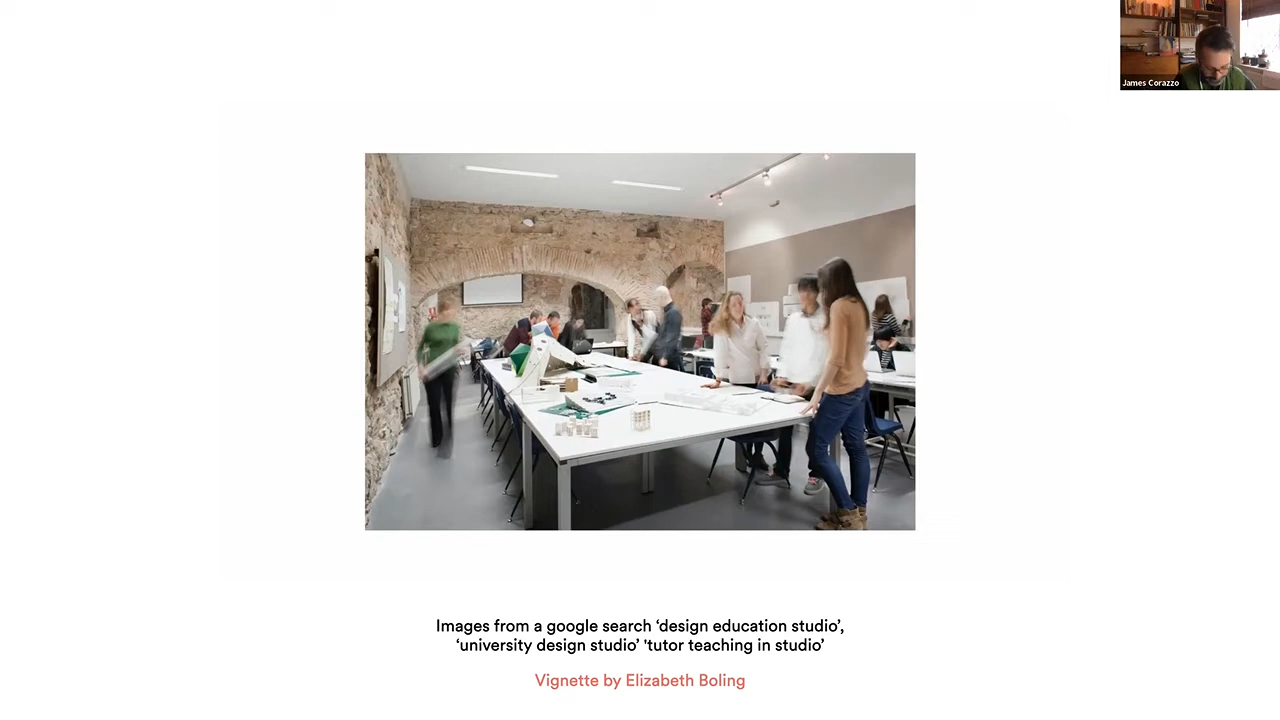 James Corazzo
Images from a google search ‘design education studio’,
‘university design studio’ 'tutor teaching in studio’
Vignette by Elizabeth Boling